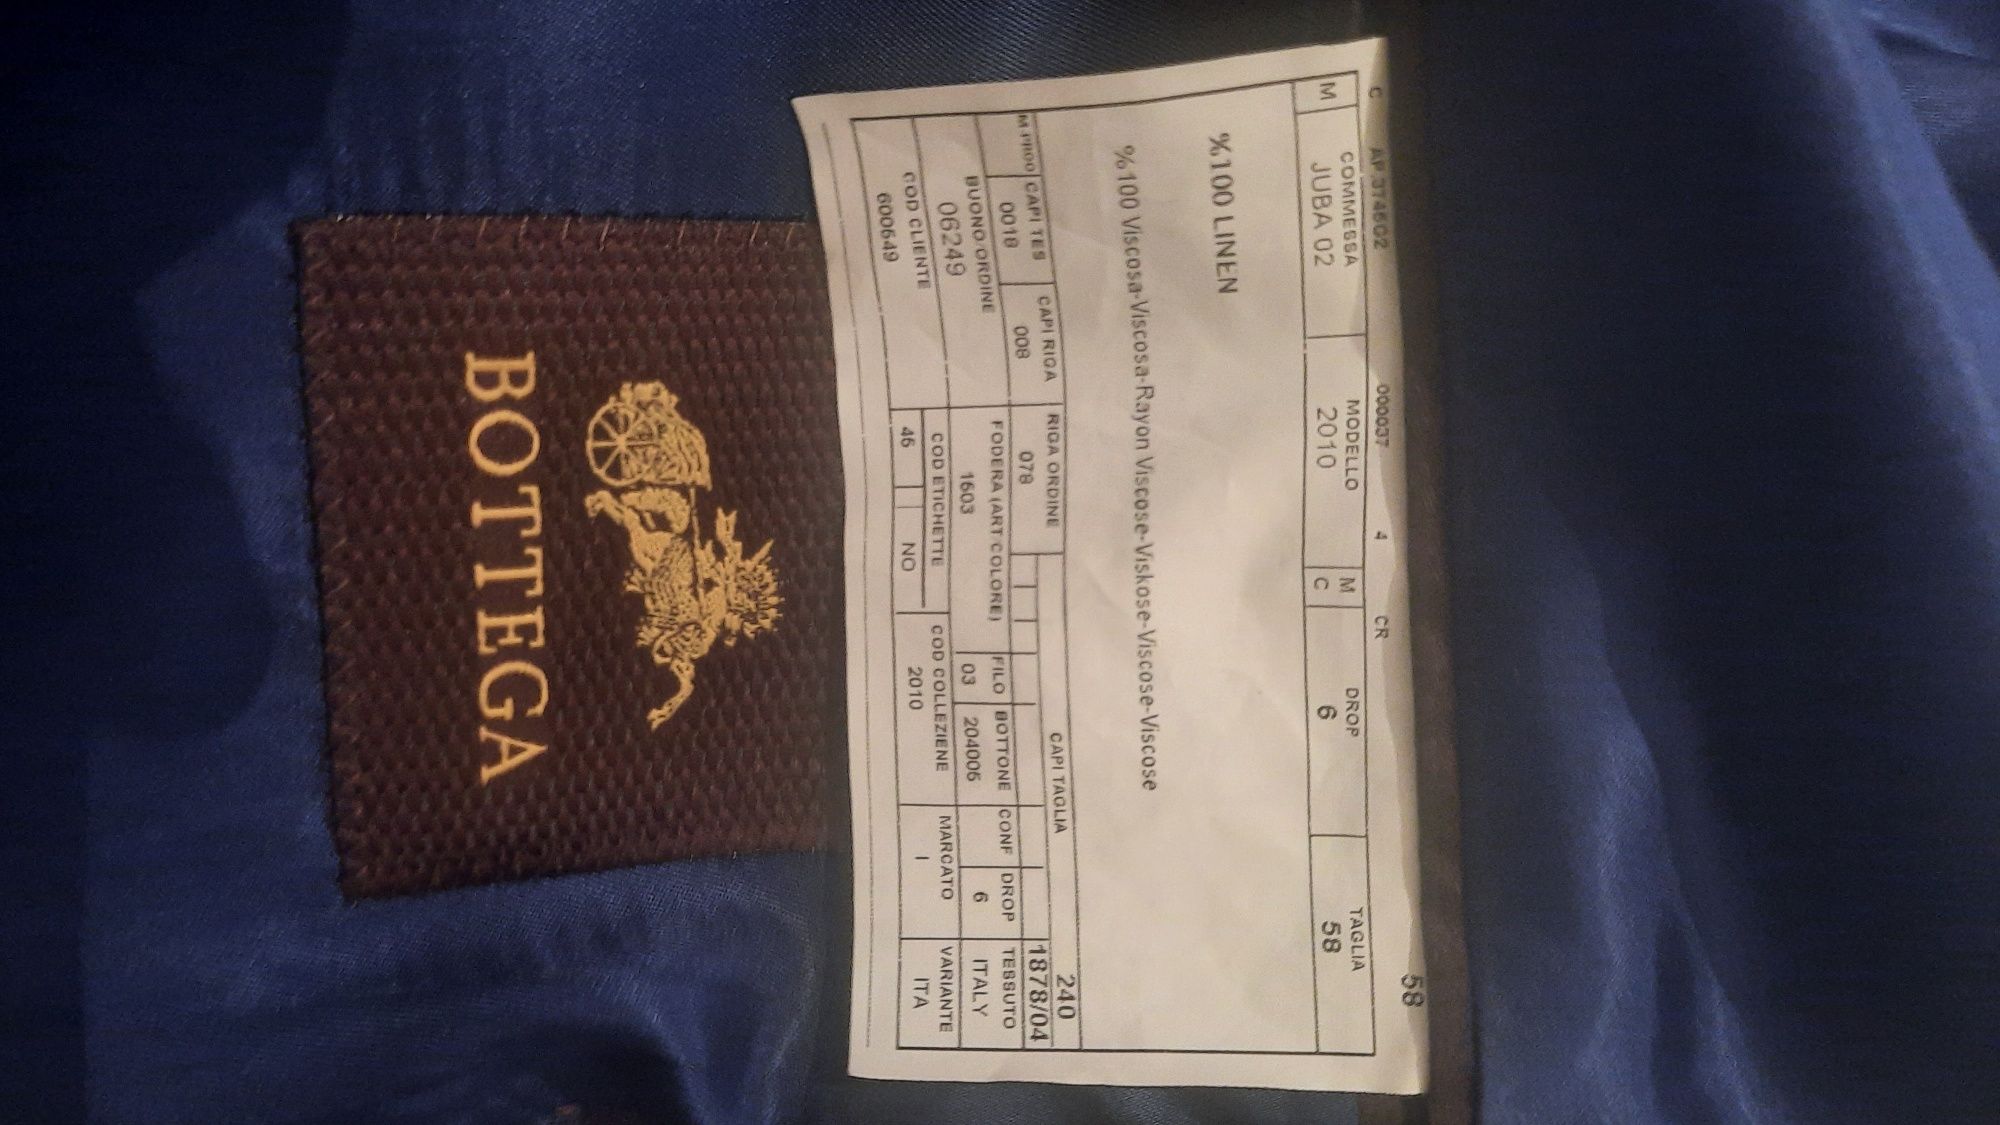 58
C AP.374602 000037 4 CR
COMMESSA MODELLO M DROP TAGLIA
M JUBA 02 2010 C 6 58
%100 LINEN
%100 Viscosa-Viscosa-Rayon Viscose-Viskose-Viscose-Viscose
240
M PROD CAPI TES CAPI RIGA RIGA ORDINE CAPI TAGLIA 1878/04
0018 008 078
BUONO/ORDINE FODERA (ART COLORE) FILO BOTTONE CONF DROP TESSUTO
06249 1603 03 204006 6 ITALY
COD CLIENTE COD ETICHETTE COD COLLEZIENE MARCATO VARIANTE
600649 46 NO 2010 I ITA
BOTTEGA